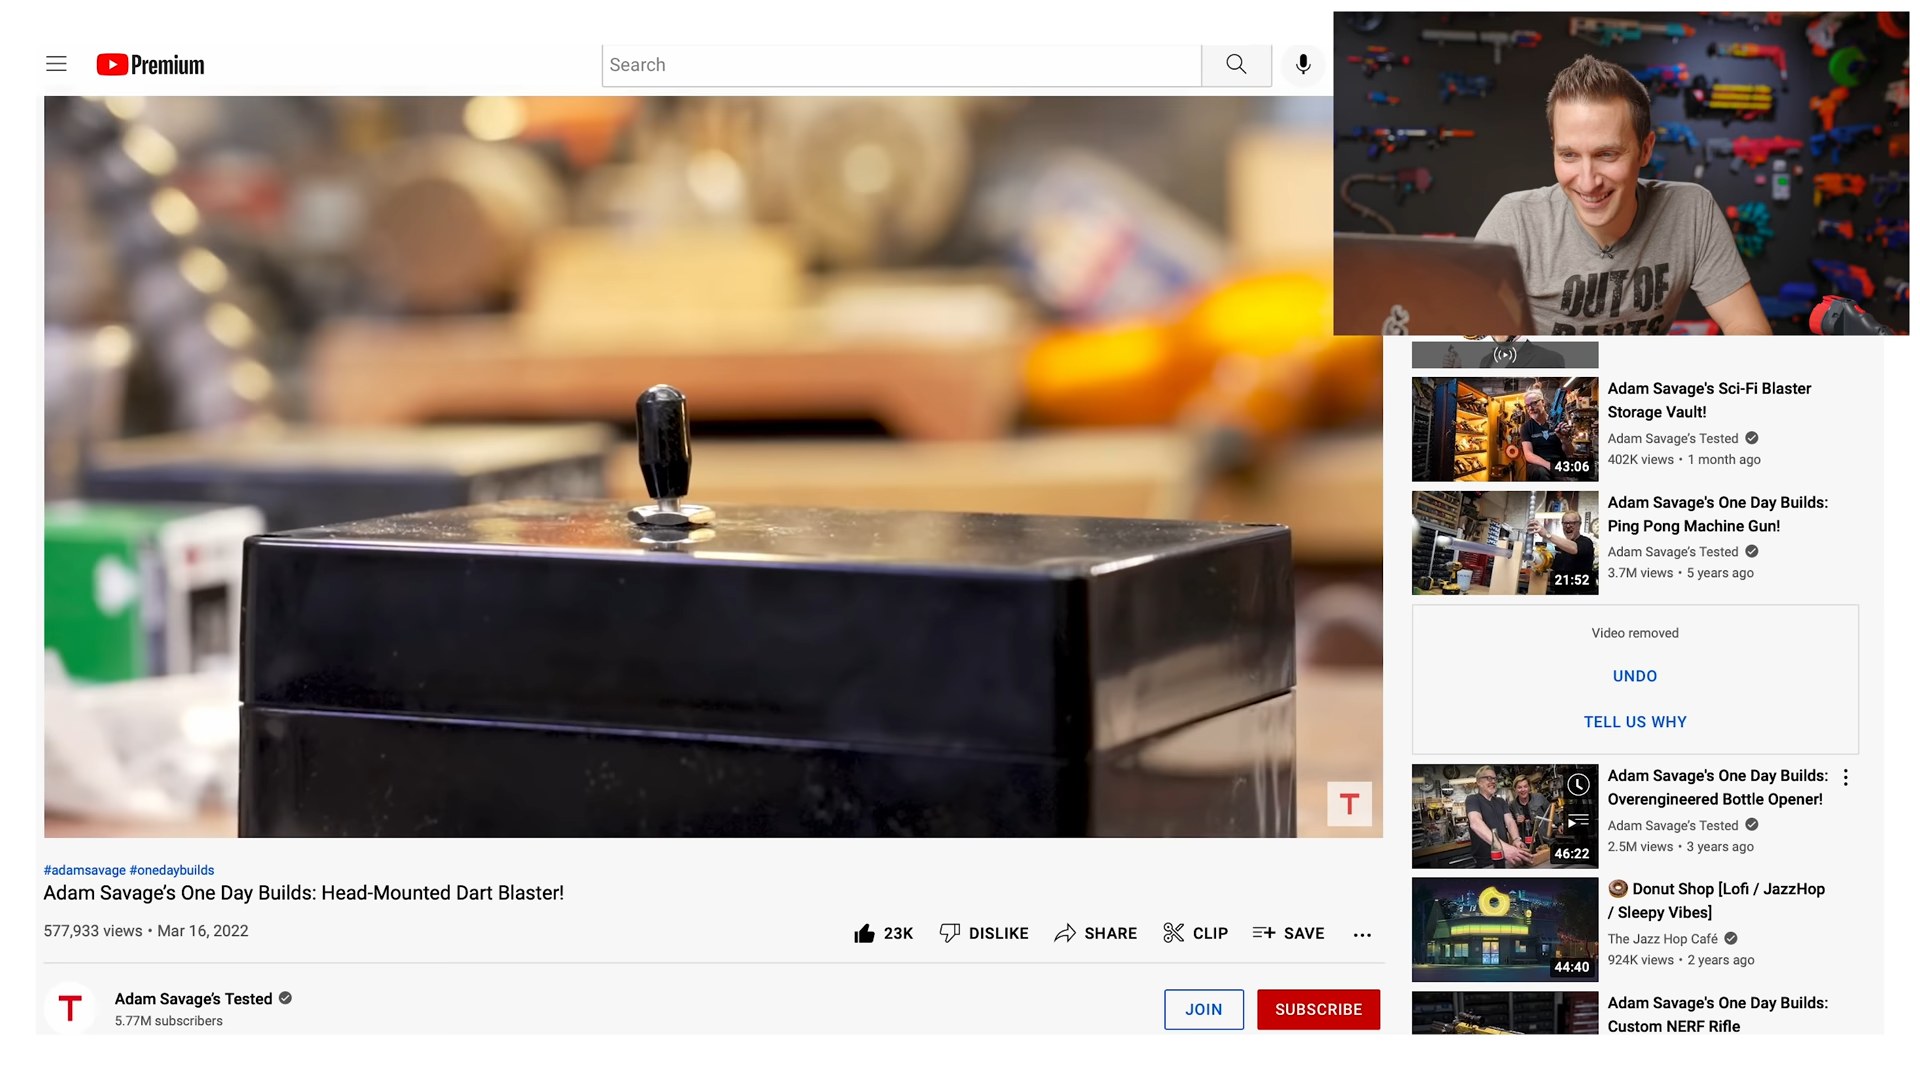 Premium
Search
OUT OF
PARTS
T
Adam Savage's Sci-Fi Blaster
Storage Vault!
Adam Savage's Tested
402K views • 1 month ago
43:06
Adam Savage's One Day Builds:
Ping Pong Machine Gun!
Adam Savage's Tested
3.7M views • 5 years ago
21:52
Video removed
UNDO
TELL US WHY
Adam Savage's One Day Builds:
Overengineered Bottle Opener!
Adam Savage's Tested
2.5M views • 3 years ago
46:22
Donut Shop [Lofi / JazzHop
/ Sleepy Vibes]
The Jazz Hop Café
924K views • 2 years ago
44:40
Adam Savage's One Day Builds:
Custom NERF Rifle
#adamsavage #onedaybuilds
Adam Savage’s One Day Builds: Head-Mounted Dart Blaster!
577,933 views • Mar 16, 2022
23K
DISLIKE
SHARE
CLIP
SAVE
T
Adam Savage’s Tested
5.77M subscribers
JOIN
SUBSCRIBE